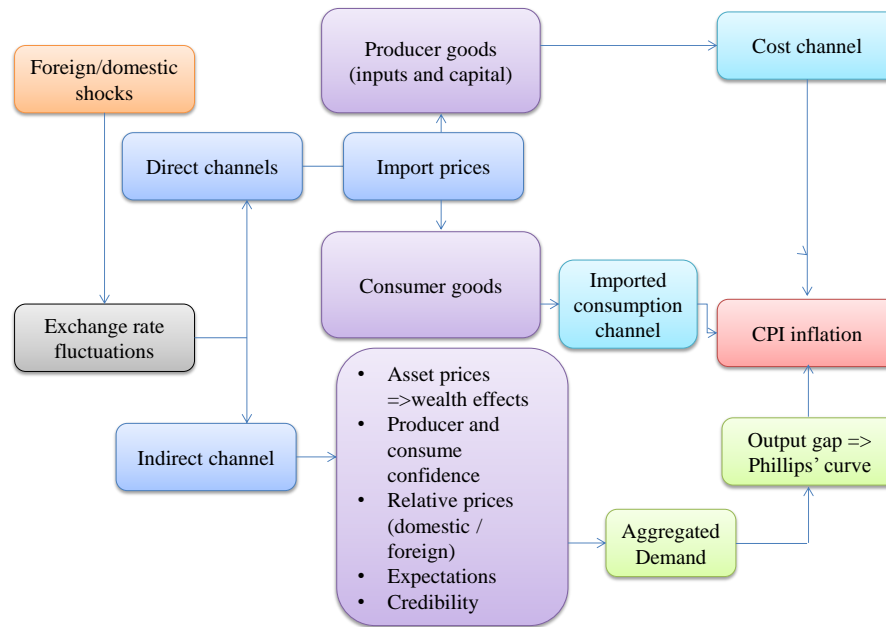 Foreign/domestic
shocks
Producer goods
(inputs and capital)
Cost channel
Direct channels
Import prices
Consumer goods
Imported
consumption
channel
Exchange rate
fluctuations
CPI inflation
Indirect channel
• Asset prices
=>wealth effects
• Producer and
consume
confidence
• Relative prices
(domestic /
foreign)
• Expectations
• Credibility
Aggregated
Demand
Output gap =>
Phillips’ curve